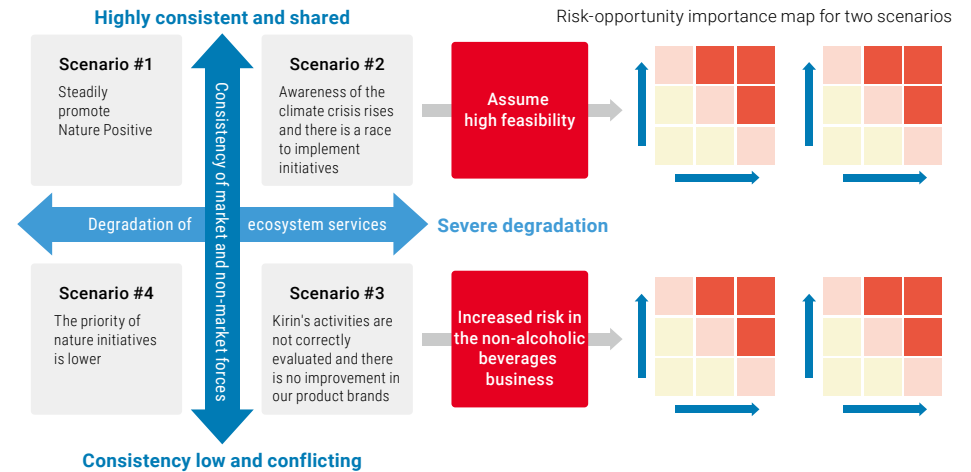 Highly consistent and shared
Risk-opportunity importance map for two scenarios
Scenario #1
Steadily
promote
Nature Positive
Scenario #2
Awareness of the
climate crisis rises
and there is a race
to implement
initiatives
Assume
high feasibility
Consistency of market and non-market forces
Degradation of ecosystem services
Severe degradation
Scenario #4
The priority of
nature initiatives
is lower
Scenario #3
Kirin's activities are
not correctly
evaluated and there
is no improvement in
our product brands
Increased risk in
the non-alcoholic
beverages
business
Consistency low and conflicting